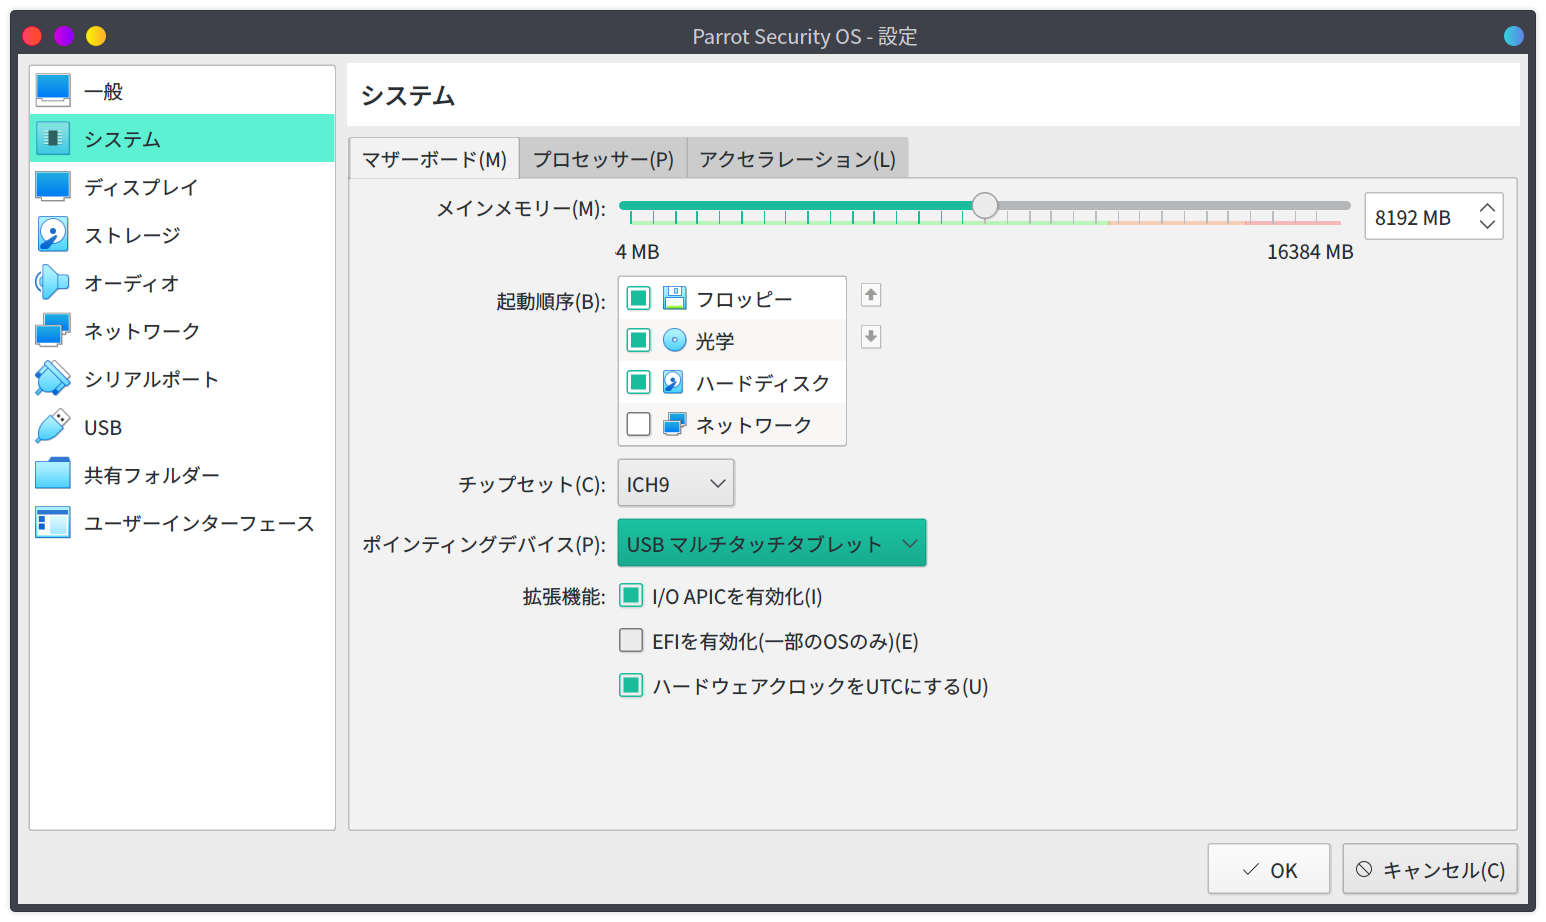 Parrot Security OS - 設定
一般
システム
ディスプレイ
ストレージ
オーディオ
ネットワーク
シリアルポート
USB
共有フォルダー
ユーザーインターフェース
システム
マザーボード(M) プロセッサー(P) アクセラレーション(L)
メインメモリー(M): 8192 MB
4 MB 16384 MB
起動順序(B): フロッピー
光学
ハードディスク
ネットワーク
チップセット(C): ICH9
ポインティングデバイス(P): USB マルチタッチタブレット
拡張機能: I/O APICを有効化(I)
EFIを有効化(一部のOSのみ)(E)
ハードウェアクロックをUTCにする(U)
OK キャンセル(C)